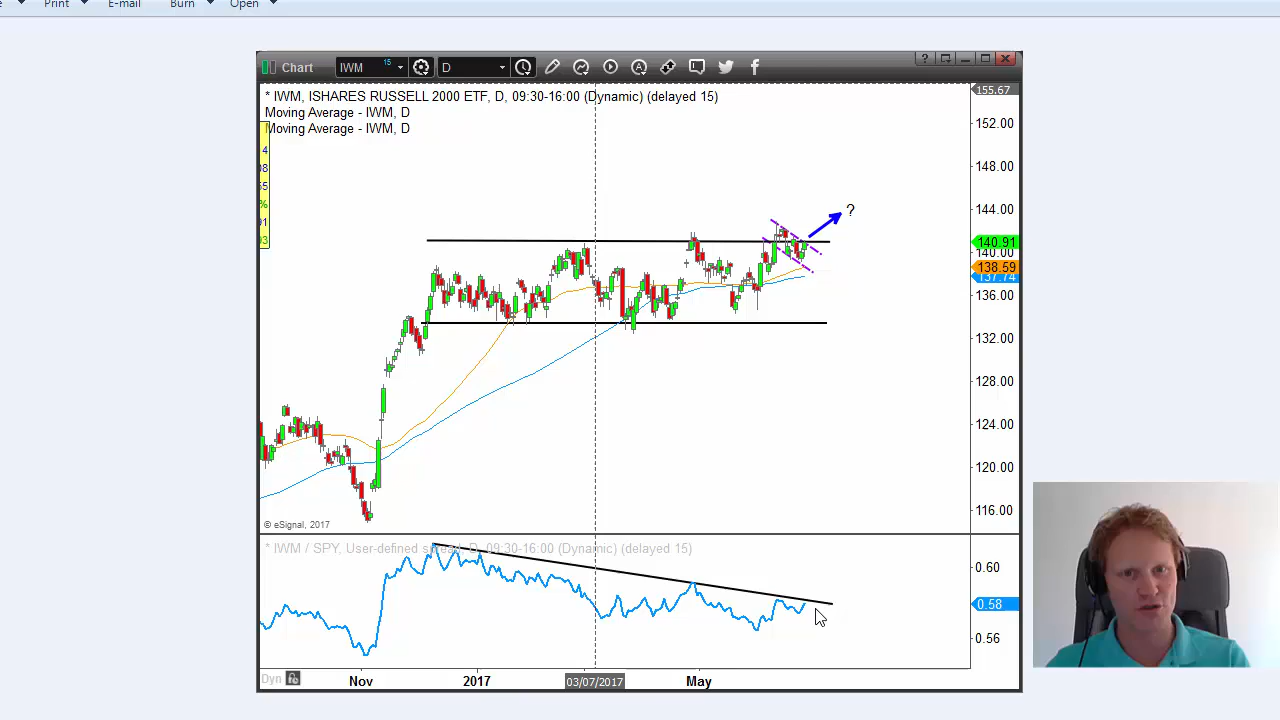 Print E-mail Burn Open
Chart IWM 15 D
* IWM, ISHARES RUSSELL 2000 ETF, D, 09:30-16:00 (Dynamic) (delayed 15)
Moving Average - IWM, D
Moving Average - IWM, D
155.67
152.00
148.00
144.00
?
140.91
140.00
138.59
137.74
136.00
132.00
128.00
124.00
120.00
116.00
© eSignal, 2017
* IWM / SPY, User-defined spread, D, 09:30-16:00 (Dynamic) (delayed 15)
0.60
0.58
0.56
Dyn
Nov 2017 03/07/2017 May